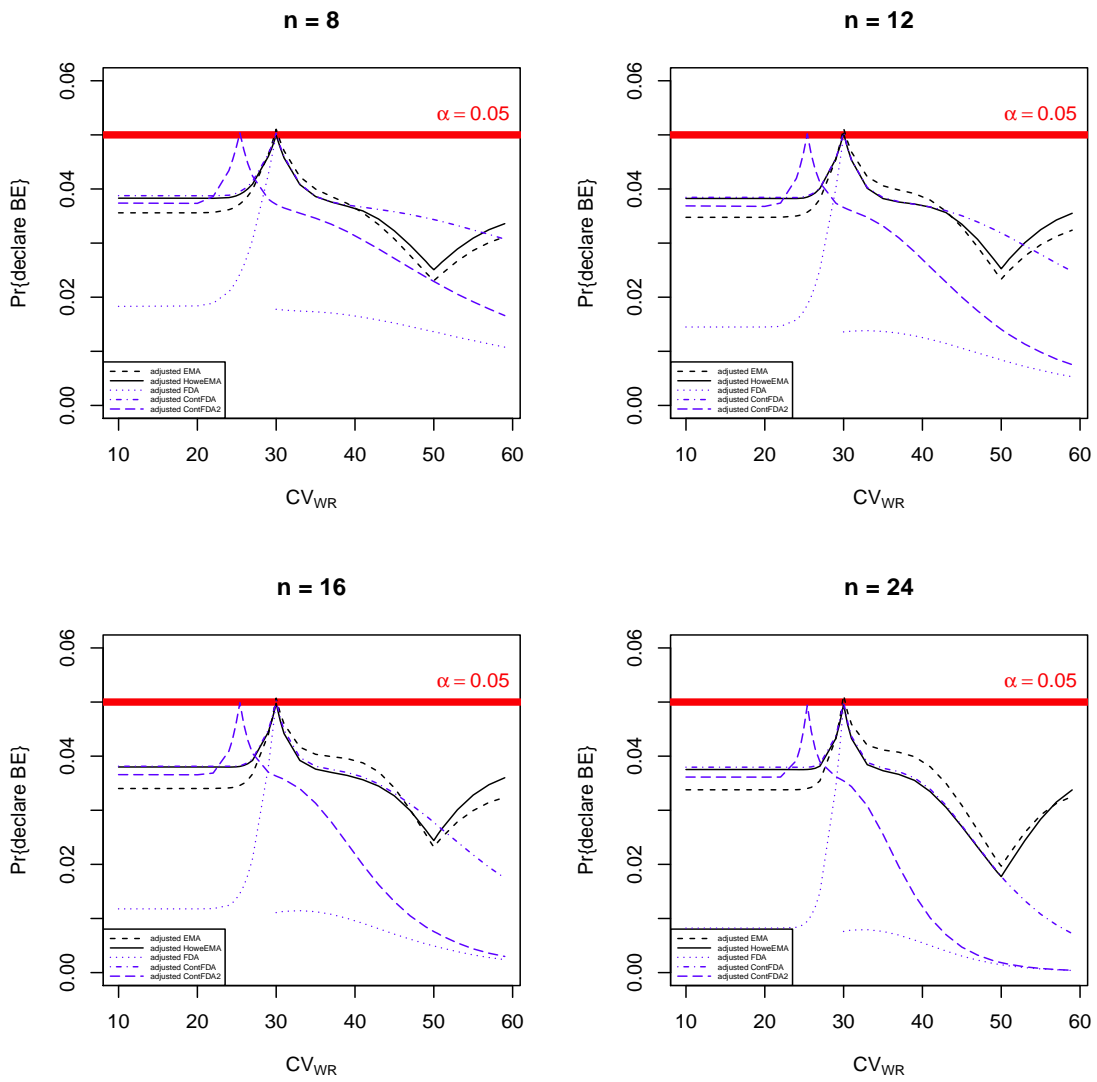 n = 8
Pr{declare BE}
0.00 0.02 0.04 0.06
α = 0.05
adjusted EMA
adjusted HoweEMA
adjusted FDA
adjusted ContFDA
adjusted ContFDA2
10 20 30 40 50 60
CVWR
n = 12
Pr{declare BE}
0.00 0.02 0.04 0.06
α = 0.05
adjusted EMA
adjusted HoweEMA
adjusted FDA
adjusted ContFDA
adjusted ContFDA2
10 20 30 40 50 60
CVWR
n = 16
Pr{declare BE}
0.00 0.02 0.04 0.06
α = 0.05
adjusted EMA
adjusted HoweEMA
adjusted FDA
adjusted ContFDA
adjusted ContFDA2
10 20 30 40 50 60
CVWR
n = 24
Pr{declare BE}
0.00 0.02 0.04 0.06
α = 0.05
adjusted EMA
adjusted HoweEMA
adjusted FDA
adjusted ContFDA
adjusted ContFDA2
10 20 30 40 50 60
CVWR